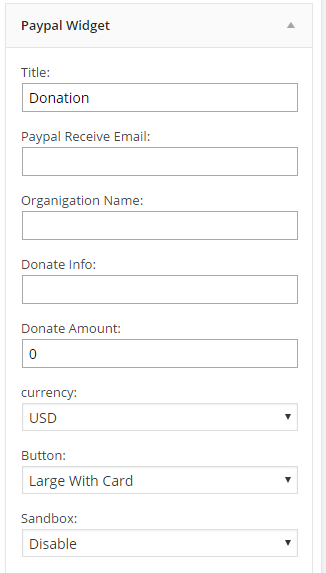 Paypal Widget
Title:
Donation
Paypal Receive Email:
Organigation Name:
Donate Info:
Donate Amount:
0
currency:
USD
Button:
Large With Card
Sandbox:
Disable